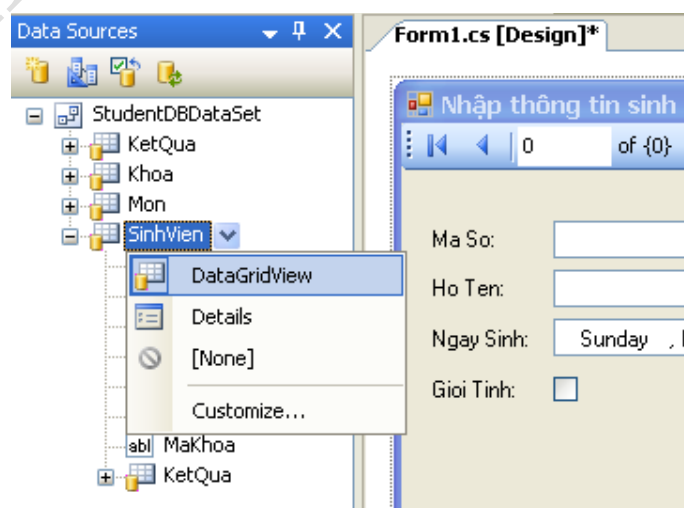 Data Sources
StudentDBDataSet
KetQua
Khoa
Mon
SinhVien
DataGridView
Details
[None]
Customize...
abl MaKhoa
KetQua
Form1.cs [Design]*
Nhập thông tin sinh
0 of {0}
Ma So:
Ho Ten:
Ngay Sinh: Sunday ,
Gioi Tinh: